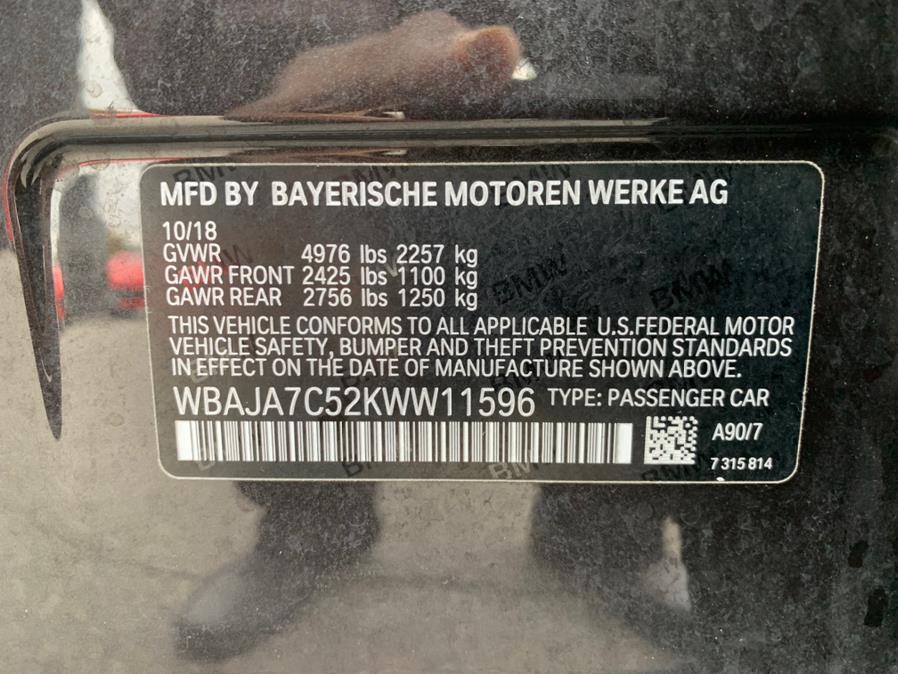 MFD BY BAYERISCHE MOTOREN WERKE AG
10/18
GVWR 4976 lbs 2257 kg
GAWR FRONT 2425 lbs 1100 kg
GAWR REAR 2756 lbs 1250 kg
THIS VEHICLE CONFORMS TO ALL APPLICABLE U.S.FEDERAL MOTOR
VEHICLE SAFETY, BUMPER AND THEFT PREVENTION STANDARDS
IN EFFECT ON THE DATE OF MANUFACTURE SHOWN ABOVE.
WBAJA7C52KWW11596 TYPE: PASSENGER CAR
A90/7
7 315 814
BMW
BMW
BMW